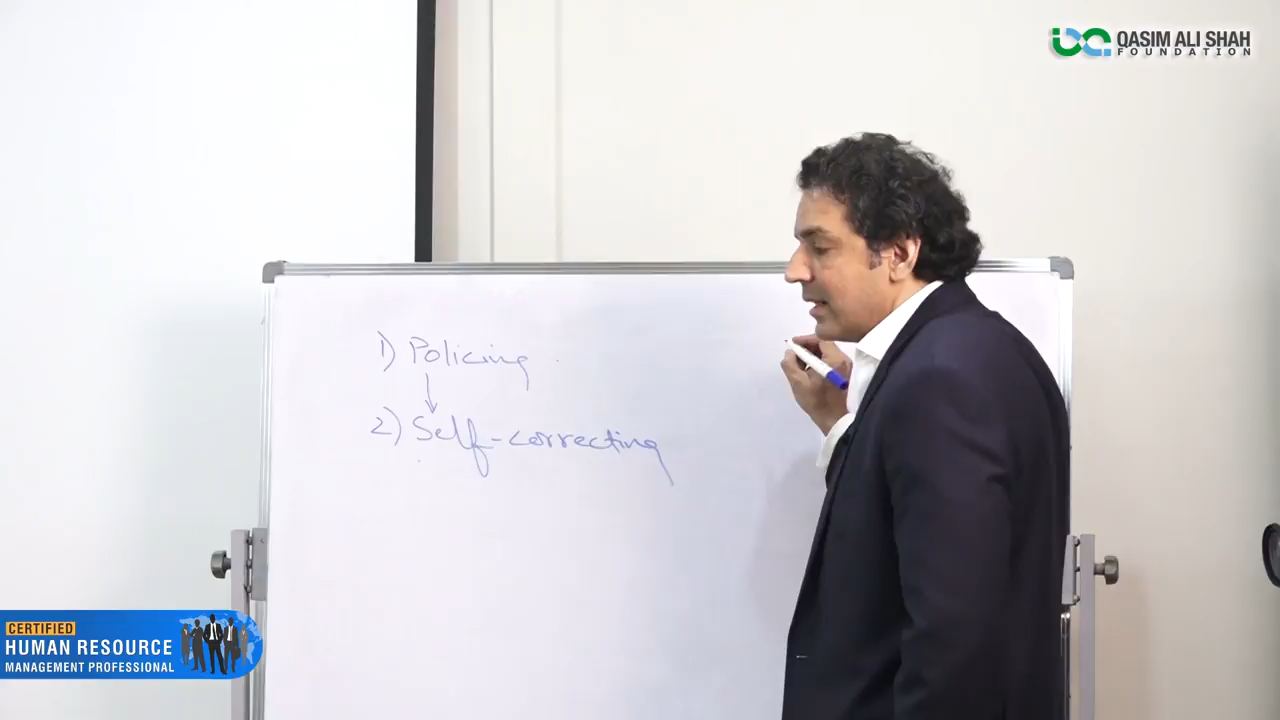 QASIM ALI SHAH
FOUNDATION
1) Policing
2) Self-correcting
CERTIFIED
HUMAN RESOURCE
MANAGEMENT PROFESSIONAL